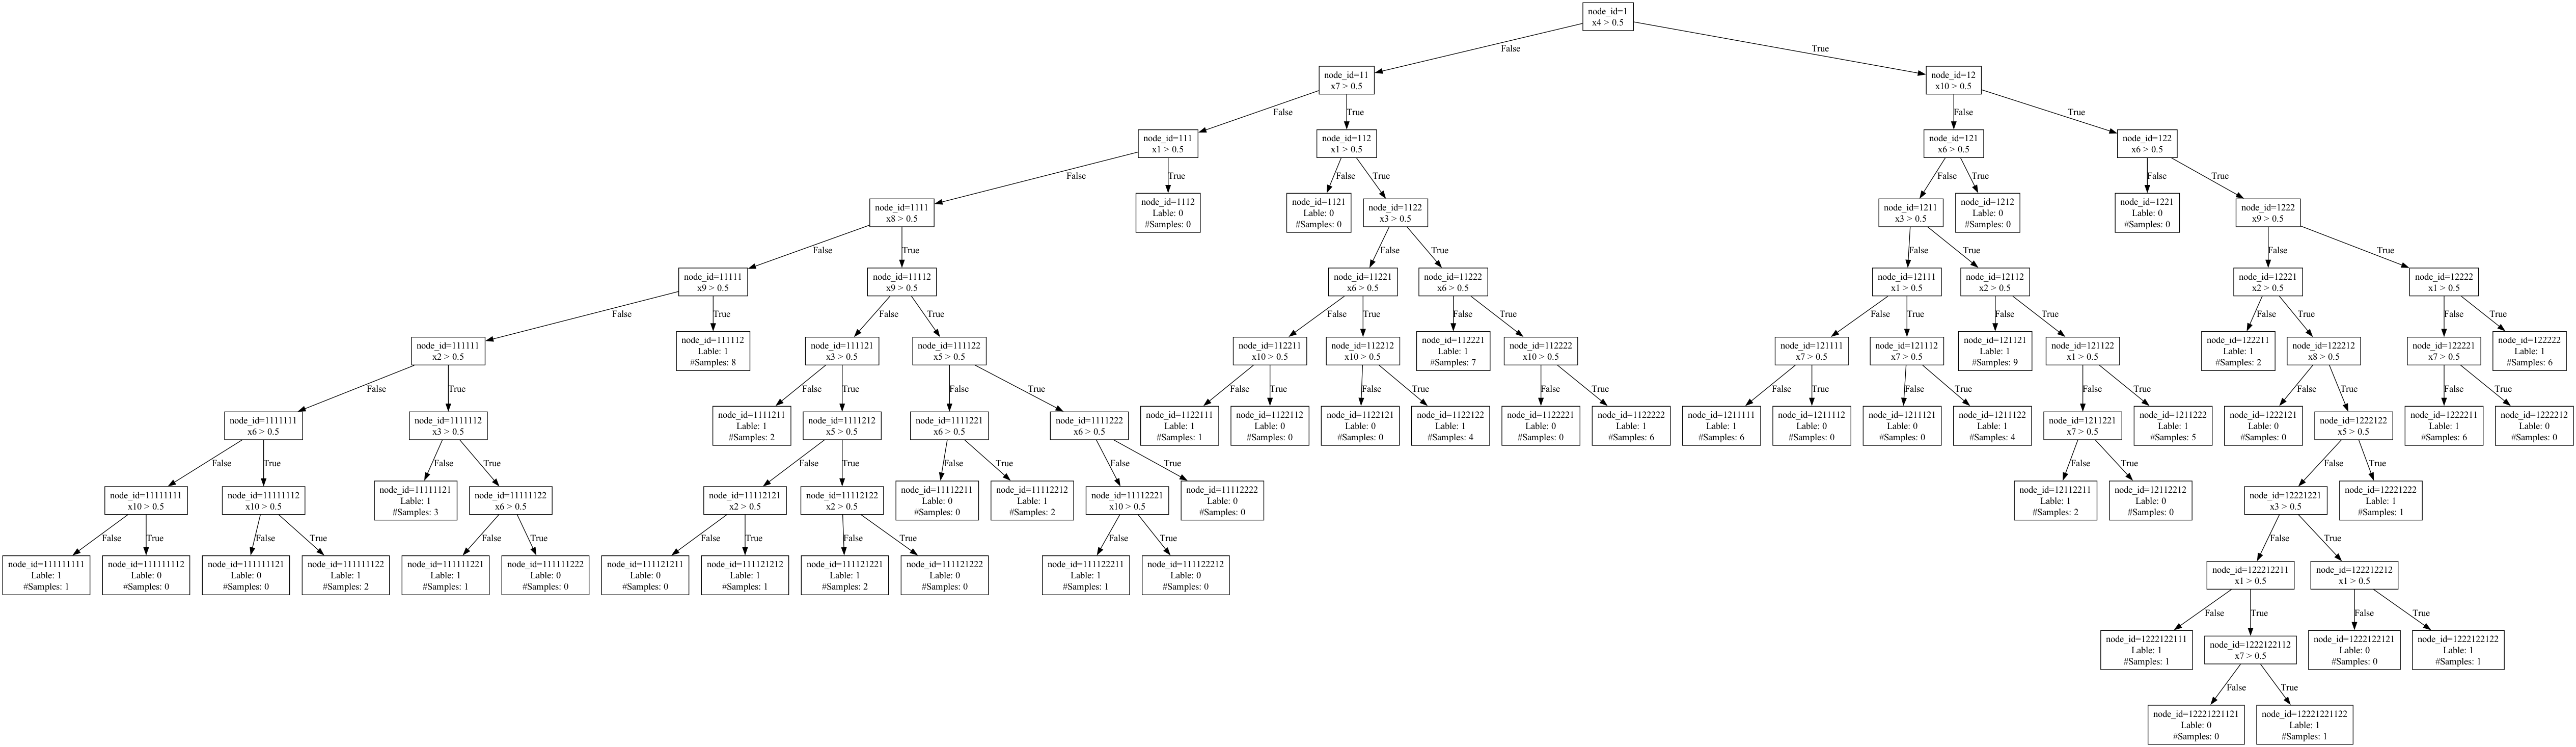 node_id=1
x4 > 0.5
False
True
node_id=11
x7 > 0.5
node_id=12
x10 > 0.5
False
True
False
True
node_id=111
x1 > 0.5
node_id=112
x1 > 0.5
node_id=121
x6 > 0.5
node_id=122
x6 > 0.5
False
True
False
True
False
True
False
True
node_id=1111
x8 > 0.5
node_id=1112
Lable: 0
#Samples: 0
node_id=1121
Lable: 0
#Samples: 0
node_id=1122
x3 > 0.5
node_id=1211
x3 > 0.5
node_id=1212
Lable: 0
#Samples: 0
node_id=1221
Lable: 0
#Samples: 0
node_id=1222
x9 > 0.5
False
True
False
True
False
True
False
True
node_id=11111
x9 > 0.5
node_id=11112
x9 > 0.5
node_id=11221
x6 > 0.5
node_id=11222
x6 > 0.5
node_id=12111
x1 > 0.5
node_id=12112
x2 > 0.5
node_id=12221
x2 > 0.5
node_id=12222
x1 > 0.5
False
True
False
True
False
True
False
True
False
True
False
True
False
True
False
True
node_id=111111
x2 > 0.5
node_id=111112
Lable: 1
#Samples: 8
node_id=111121
x3 > 0.5
node_id=111122
x5 > 0.5
node_id=112211
x10 > 0.5
node_id=112212
x10 > 0.5
node_id=112221
Lable: 1
#Samples: 7
node_id=112222
x10 > 0.5
node_id=121111
x7 > 0.5
node_id=121112
x7 > 0.5
node_id=121121
Lable: 1
#Samples: 9
node_id=121122
x1 > 0.5
node_id=122211
Lable: 1
#Samples: 2
node_id=122212
x8 > 0.5
node_id=122221
x7 > 0.5
node_id=122222
Lable: 1
#Samples: 6
False
True
False
True
False
True
False
True
False
True
False
True
False
True
False
True
False
True
False
True
False
True
node_id=1111111
x6 > 0.5
node_id=1111112
x3 > 0.5
node_id=1111211
Lable: 1
#Samples: 2
node_id=1111212
x5 > 0.5
node_id=1111221
x6 > 0.5
node_id=1111222
x6 > 0.5
node_id=1122111
Lable: 1
#Samples: 1
node_id=1122112
Lable: 0
#Samples: 0
node_id=1122121
Lable: 0
#Samples: 0
node_id=1122122
Lable: 1
#Samples: 4
node_id=1122221
Lable: 0
#Samples: 0
node_id=1122222
Lable: 1
#Samples: 6
node_id=1211111
Lable: 1
#Samples: 6
node_id=1211112
Lable: 0
#Samples: 0
node_id=1211121
Lable: 0
#Samples: 0
node_id=1211122
Lable: 1
#Samples: 4
node_id=1211221
x7 > 0.5
node_id=1211222
Lable: 1
#Samples: 5
node_id=1222121
Lable: 0
#Samples: 0
node_id=1222122
x5 > 0.5
node_id=1222211
Lable: 1
#Samples: 6
node_id=1222212
Lable: 0
#Samples: 0
False
True
False
True
False
True
False
True
False
True
False
True
False
True
node_id=11111111
x10 > 0.5
node_id=11111112
x10 > 0.5
node_id=11111121
Lable: 1
#Samples: 3
node_id=11111122
x6 > 0.5
node_id=11112121
x2 > 0.5
node_id=11112122
x2 > 0.5
node_id=11112211
Lable: 0
#Samples: 0
node_id=11112212
Lable: 1
#Samples: 2
node_id=11112221
x10 > 0.5
node_id=11112222
Lable: 0
#Samples: 0
node_id=12112211
Lable: 1
#Samples: 2
node_id=12112212
Lable: 0
#Samples: 0
node_id=12221221
x3 > 0.5
node_id=12221222
Lable: 1
#Samples: 1
False
True
False
True
False
True
False
True
False
True
False
True
False
True
node_id=111111111
Lable: 1
#Samples: 1
node_id=111111112
Lable: 0
#Samples: 0
node_id=111111121
Lable: 0
#Samples: 0
node_id=111111122
Lable: 1
#Samples: 2
node_id=111111221
Lable: 1
#Samples: 1
node_id=111111222
Lable: 0
#Samples: 0
node_id=111121211
Lable: 0
#Samples: 0
node_id=111121212
Lable: 1
#Samples: 1
node_id=111121221
Lable: 1
#Samples: 2
node_id=111121222
Lable: 0
#Samples: 0
node_id=111122211
Lable: 1
#Samples: 1
node_id=111122212
Lable: 0
#Samples: 0
node_id=122212211
x1 > 0.5
node_id=122212212
x1 > 0.5
False
True
False
True
node_id=1222122111
Lable: 1
#Samples: 1
node_id=1222122112
x7 > 0.5
node_id=1222122121
Lable: 0
#Samples: 0
node_id=1222122122
Lable: 1
#Samples: 1
False
True
node_id=12221221121
Lable: 0
#Samples: 0
node_id=12221221122
Lable: 1
#Samples: 1